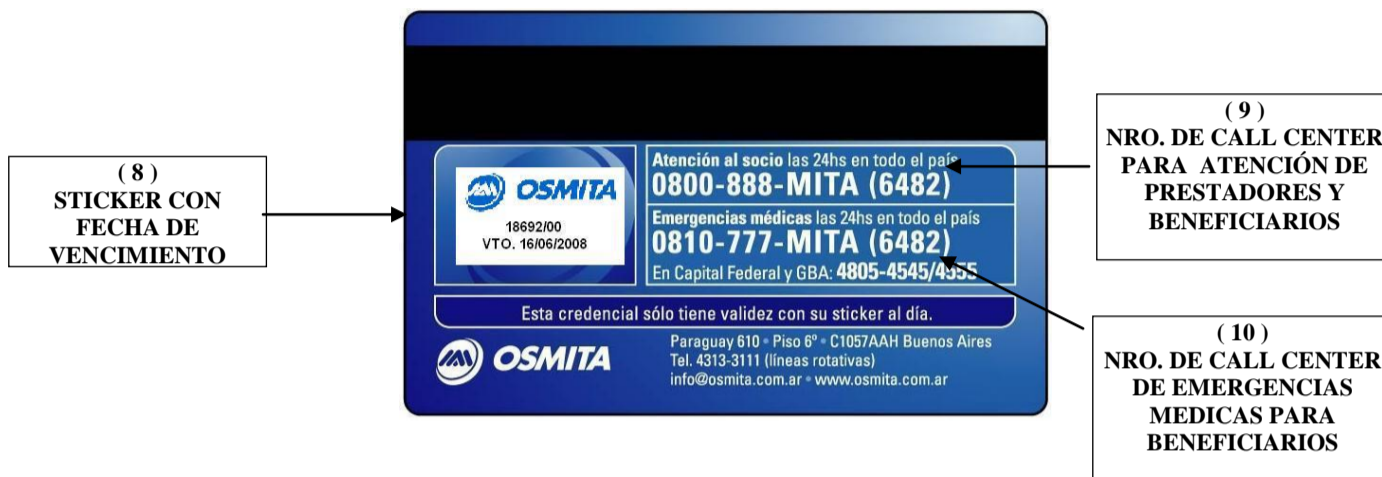 ( 8 )
STICKER CON
FECHA DE
VENCIMIENTO
OSMITA
18692/00
VTO. 16/06/2008
Atención al socio las 24hs en todo el país
0800-888-MITA (6482)
Emergencias médicas las 24hs en todo el país
0810-777-MITA (6482)
En Capital Federal y GBA: 4805-4545/4555
Esta credencial sólo tiene validez con su sticker al día.
OSMITA
Paraguay 610 • Piso 6º • C1057AAH Buenos Aires
Tel. 4313-3111 (líneas rotativas)
info@osmita.com.ar • www.osmita.com.ar
( 9 )
NRO. DE CALL CENTER
PARA ATENCIÓN DE
PRESTADORES Y
BENEFICIARIOS
( 10 )
NRO. DE CALL CENTER
DE EMERGENCIAS
MEDICAS PARA
BENEFICIARIOS